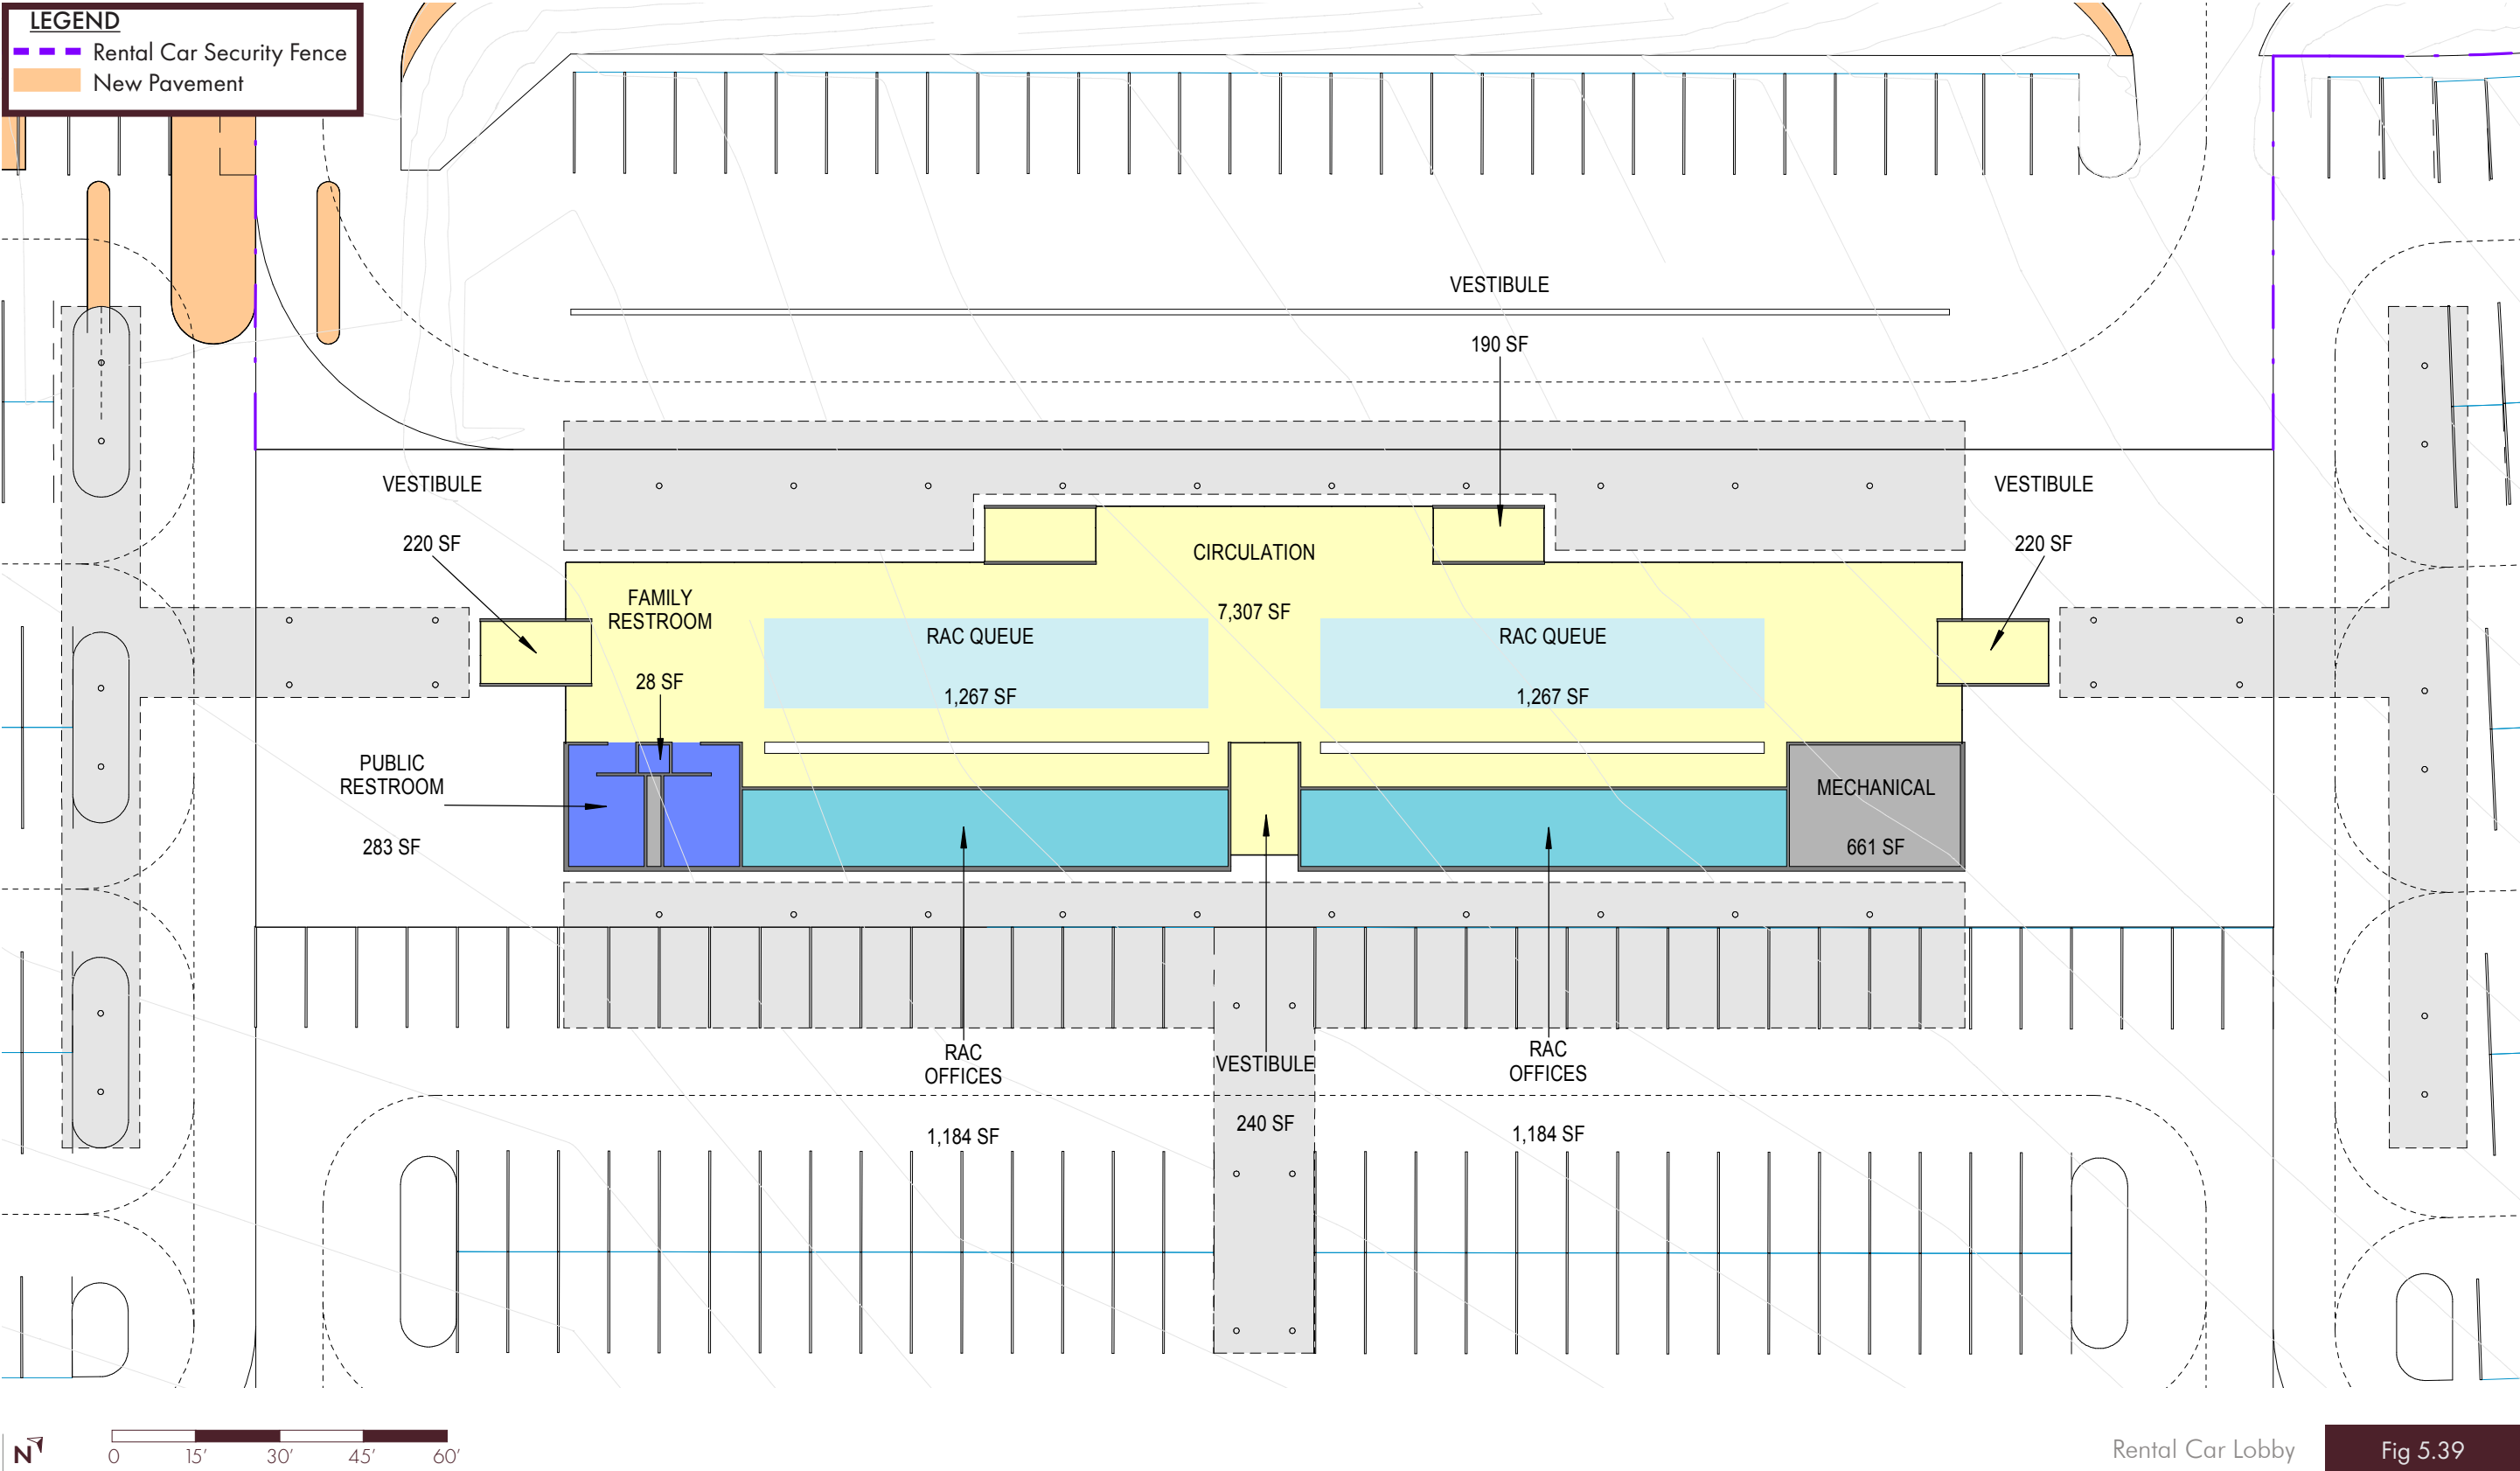 LEGEND
Rental Car Security Fence
New Pavement
VESTIBULE
190 SF
VESTIBULE
220 SF
VESTIBULE
220 SF
CIRCULATION
7,307 SF
FAMILY
RESTROOM
28 SF
RAC QUEUE
1,267 SF
RAC QUEUE
1,267 SF
PUBLIC
RESTROOM
283 SF
MECHANICAL
661 SF
RAC
OFFICES
1,184 SF
VESTIBULE
240 SF
RAC
OFFICES
1,184 SF
N
0 15' 30' 45' 60'
Rental Car Lobby
Fig 5.39